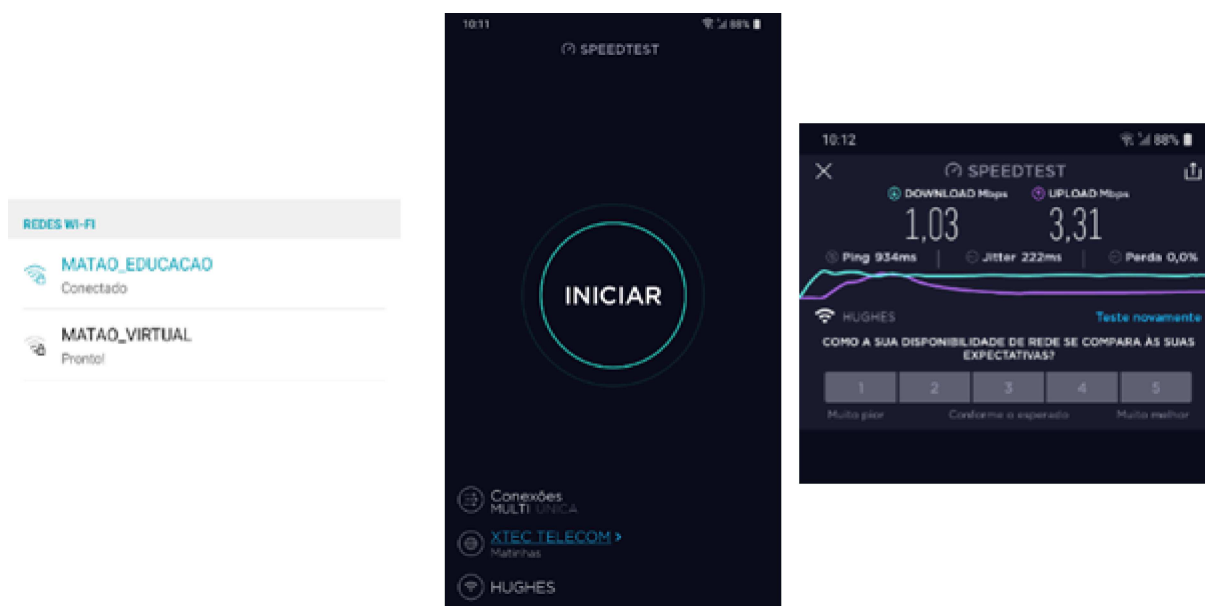 REDES WI-FI
MATAO_EDUCACAO
Conectado
MATAO_VIRTUAL
Pronto!
10:11
88%
SPEEDTEST
INICIAR
Conexões
MULTI ÚNICA
XTEC TELECOM >
Matinhas
HUGHES
10:12
88%
SPEEDTEST
DOWNLOAD Mbps UPLOAD Mbps
1,03 3,31
Ping 934ms Jitter 222ms Perda 0,0%
HUGHES Teste novamente
COMO A SUA DISPONIBILIDADE DE REDE SE COMPARA ÀS SUAS
EXPECTATIVAS?
1 2 3 4 5
Muito pior Conforme o esperado Muito melhor